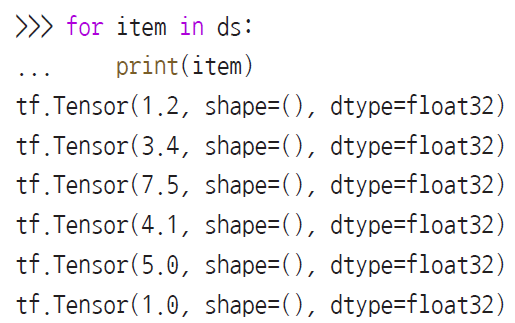 >>> for item in ds:
...     print(item)
tf.Tensor(1.2, shape=(), dtype=float32)
tf.Tensor(3.4, shape=(), dtype=float32)
tf.Tensor(7.5, shape=(), dtype=float32)
tf.Tensor(4.1, shape=(), dtype=float32)
tf.Tensor(5.0, shape=(), dtype=float32)
tf.Tensor(1.0, shape=(), dtype=float32)